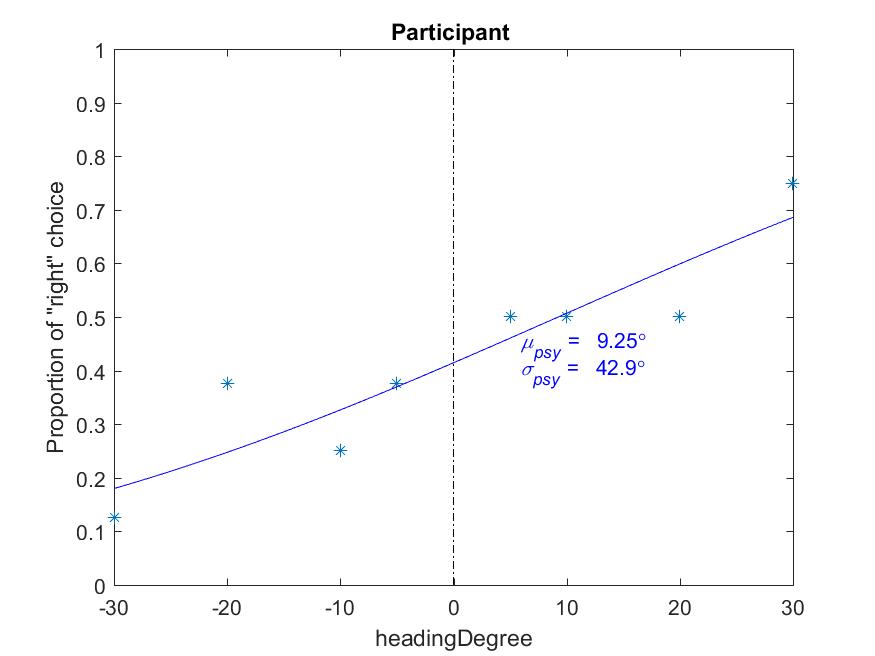 Participant
1
0.9
0.8
0.7
0.6
0.5
0.4
0.3
0.2
0.1
0
Proportion of "right" choice
μpsy = 9.25°
σpsy = 42.9°
-30 -20 -10 0 10 20 30
headingDegree